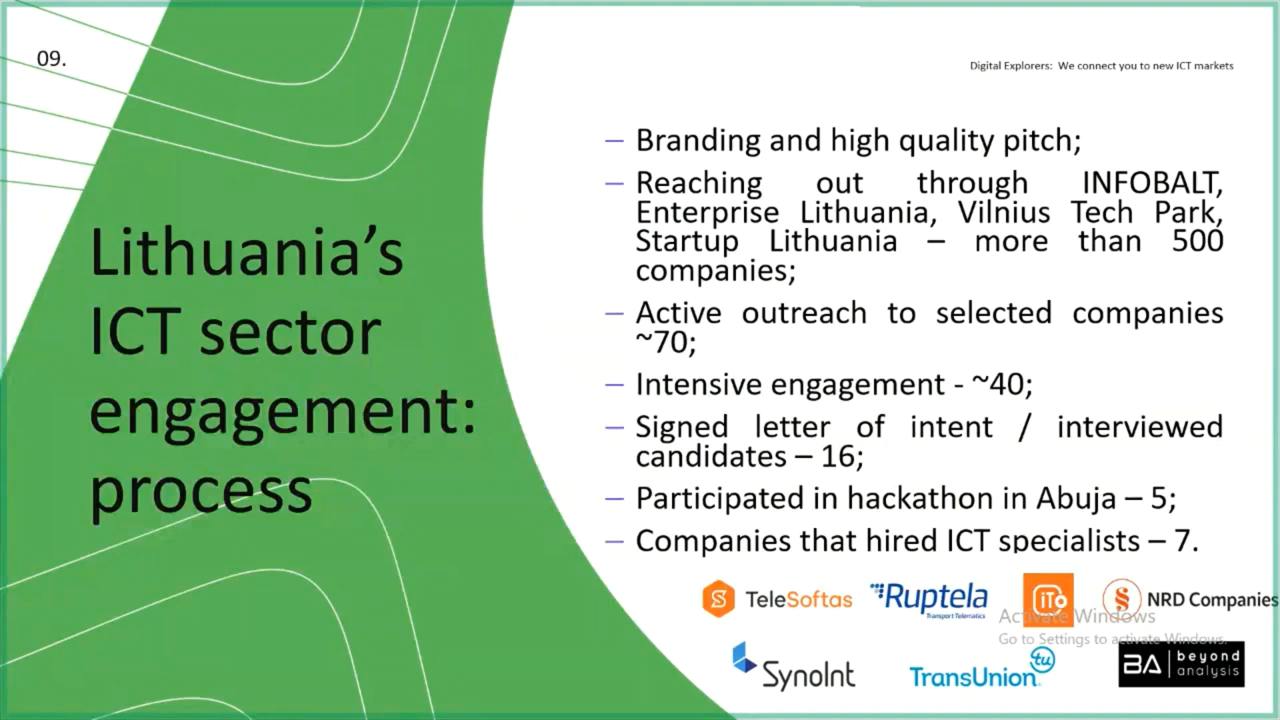 09.
Digital Explorers: We connect you to new ICT markets
Lithuania’s
ICT sector
engagement:
process
– Branding and high quality pitch;
– Reaching out through INFOBALT,
Enterprise Lithuania, Vilnius Tech Park,
Startup Lithuania – more than 500
companies;
– Active outreach to selected companies
~70;
– Intensive engagement - ~40;
– Signed letter of intent / interviewed
candidates – 16;
– Participated in hackathon in Abuja – 5;
– Companies that hired ICT specialists – 7.
TeleSoftas
Ruptela
Transport Telematics
iTo
NRD Companies
Activate Windows
Go to Settings to activate Windows.
SynoInt
TransUnion
tu
BA beyond
analysis